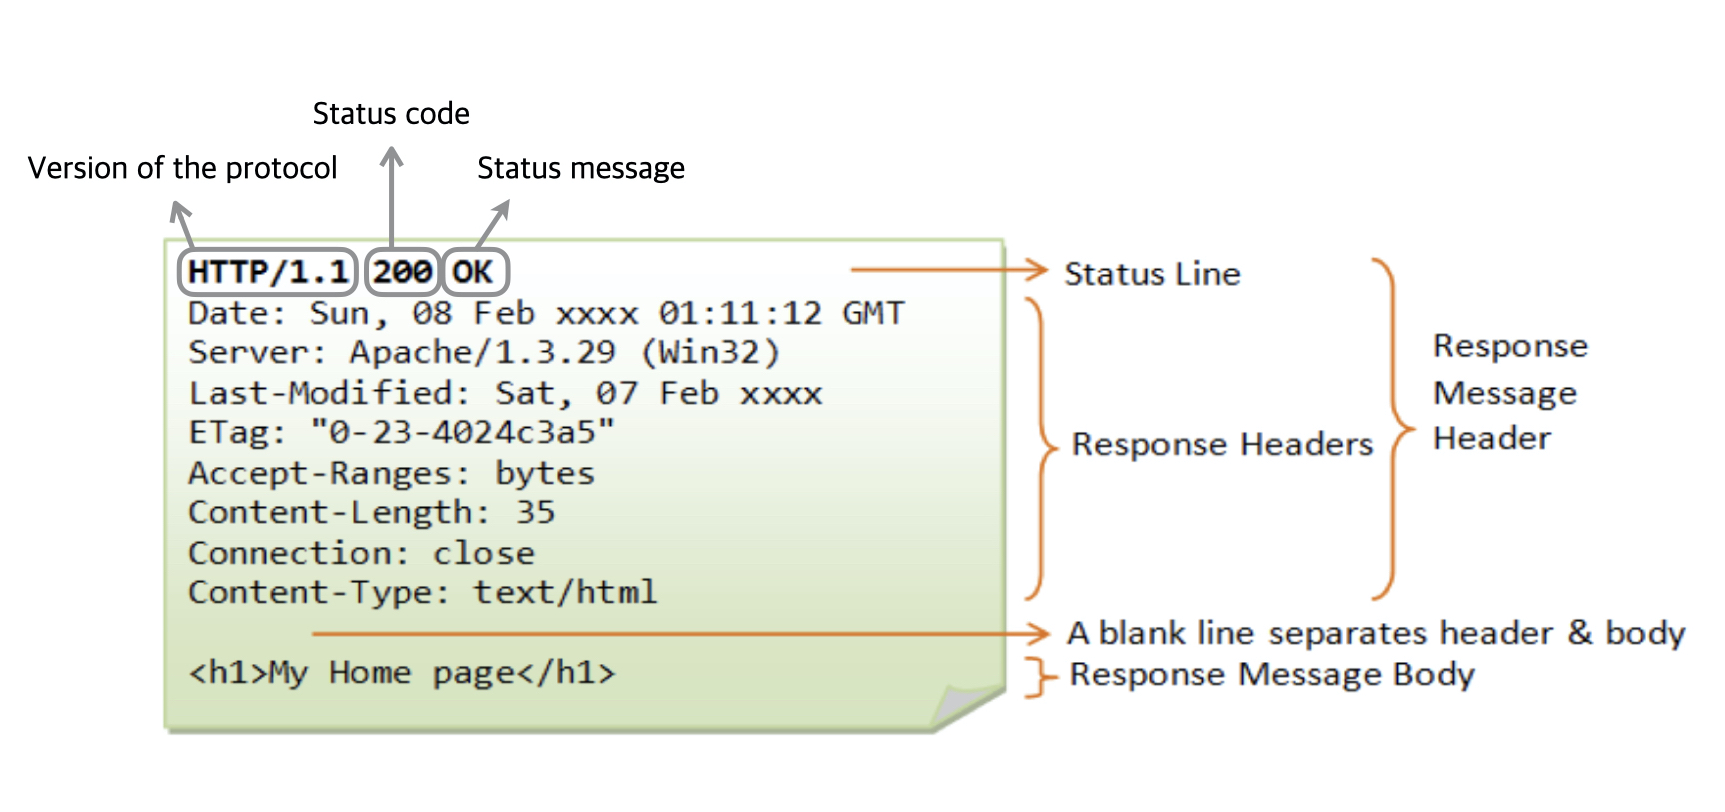 Status code
Version of the protocol
Status message
HTTP/1.1 200 OK
Status Line
Date: Sun, 08 Feb xxxx 01:11:12 GMT
Server: Apache/1.3.29 (Win32)
Last-Modified: Sat, 07 Feb xxxx
ETag: "0-23-4024c3a5"
Accept-Ranges: bytes
Content-Length: 35
Connection: close
Content-Type: text/html
Response Headers
Response
Message
Header
A blank line separates header & body
<h1>My Home page</h1>
Response Message Body